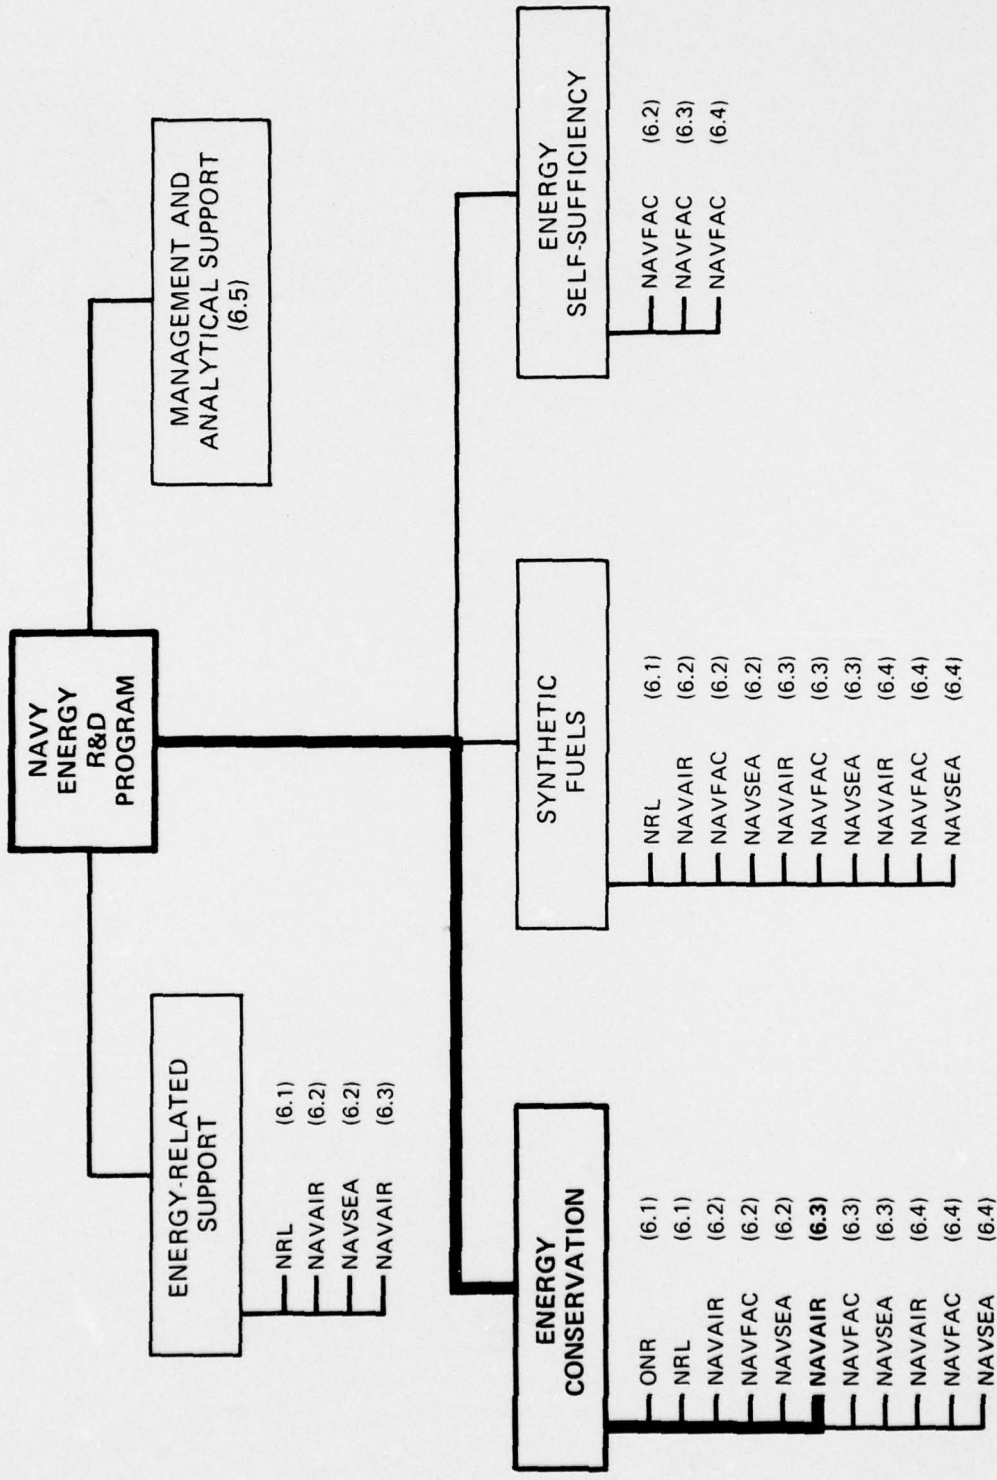 NAVY
ENERGY
R&D
PROGRAM
ENERGY-RELATED
SUPPORT
NRL (6.1)
NAVAIR (6.2)
NAVSEA (6.2)
NAVAIR (6.3)
MANAGEMENT AND
ANALYTICAL SUPPORT
(6.5)
ENERGY
CONSERVATION
ONR (6.1)
NRL (6.1)
NAVAIR (6.2)
NAVFAC (6.2)
NAVSEA (6.2)
NAVAIR (6.3)
NAVFAC (6.3)
NAVSEA (6.3)
NAVAIR (6.4)
NAVFAC (6.4)
NAVSEA (6.4)
SYNTHETIC
FUELS
NRL (6.1)
NAVAIR (6.2)
NAVFAC (6.2)
NAVSEA (6.2)
NAVAIR (6.3)
NAVFAC (6.3)
NAVSEA (6.3)
NAVAIR (6.4)
NAVFAC (6.4)
NAVSEA (6.4)
ENERGY
SELF-SUFFICIENCY
NAVFAC (6.2)
NAVFAC (6.3)
NAVFAC (6.4)